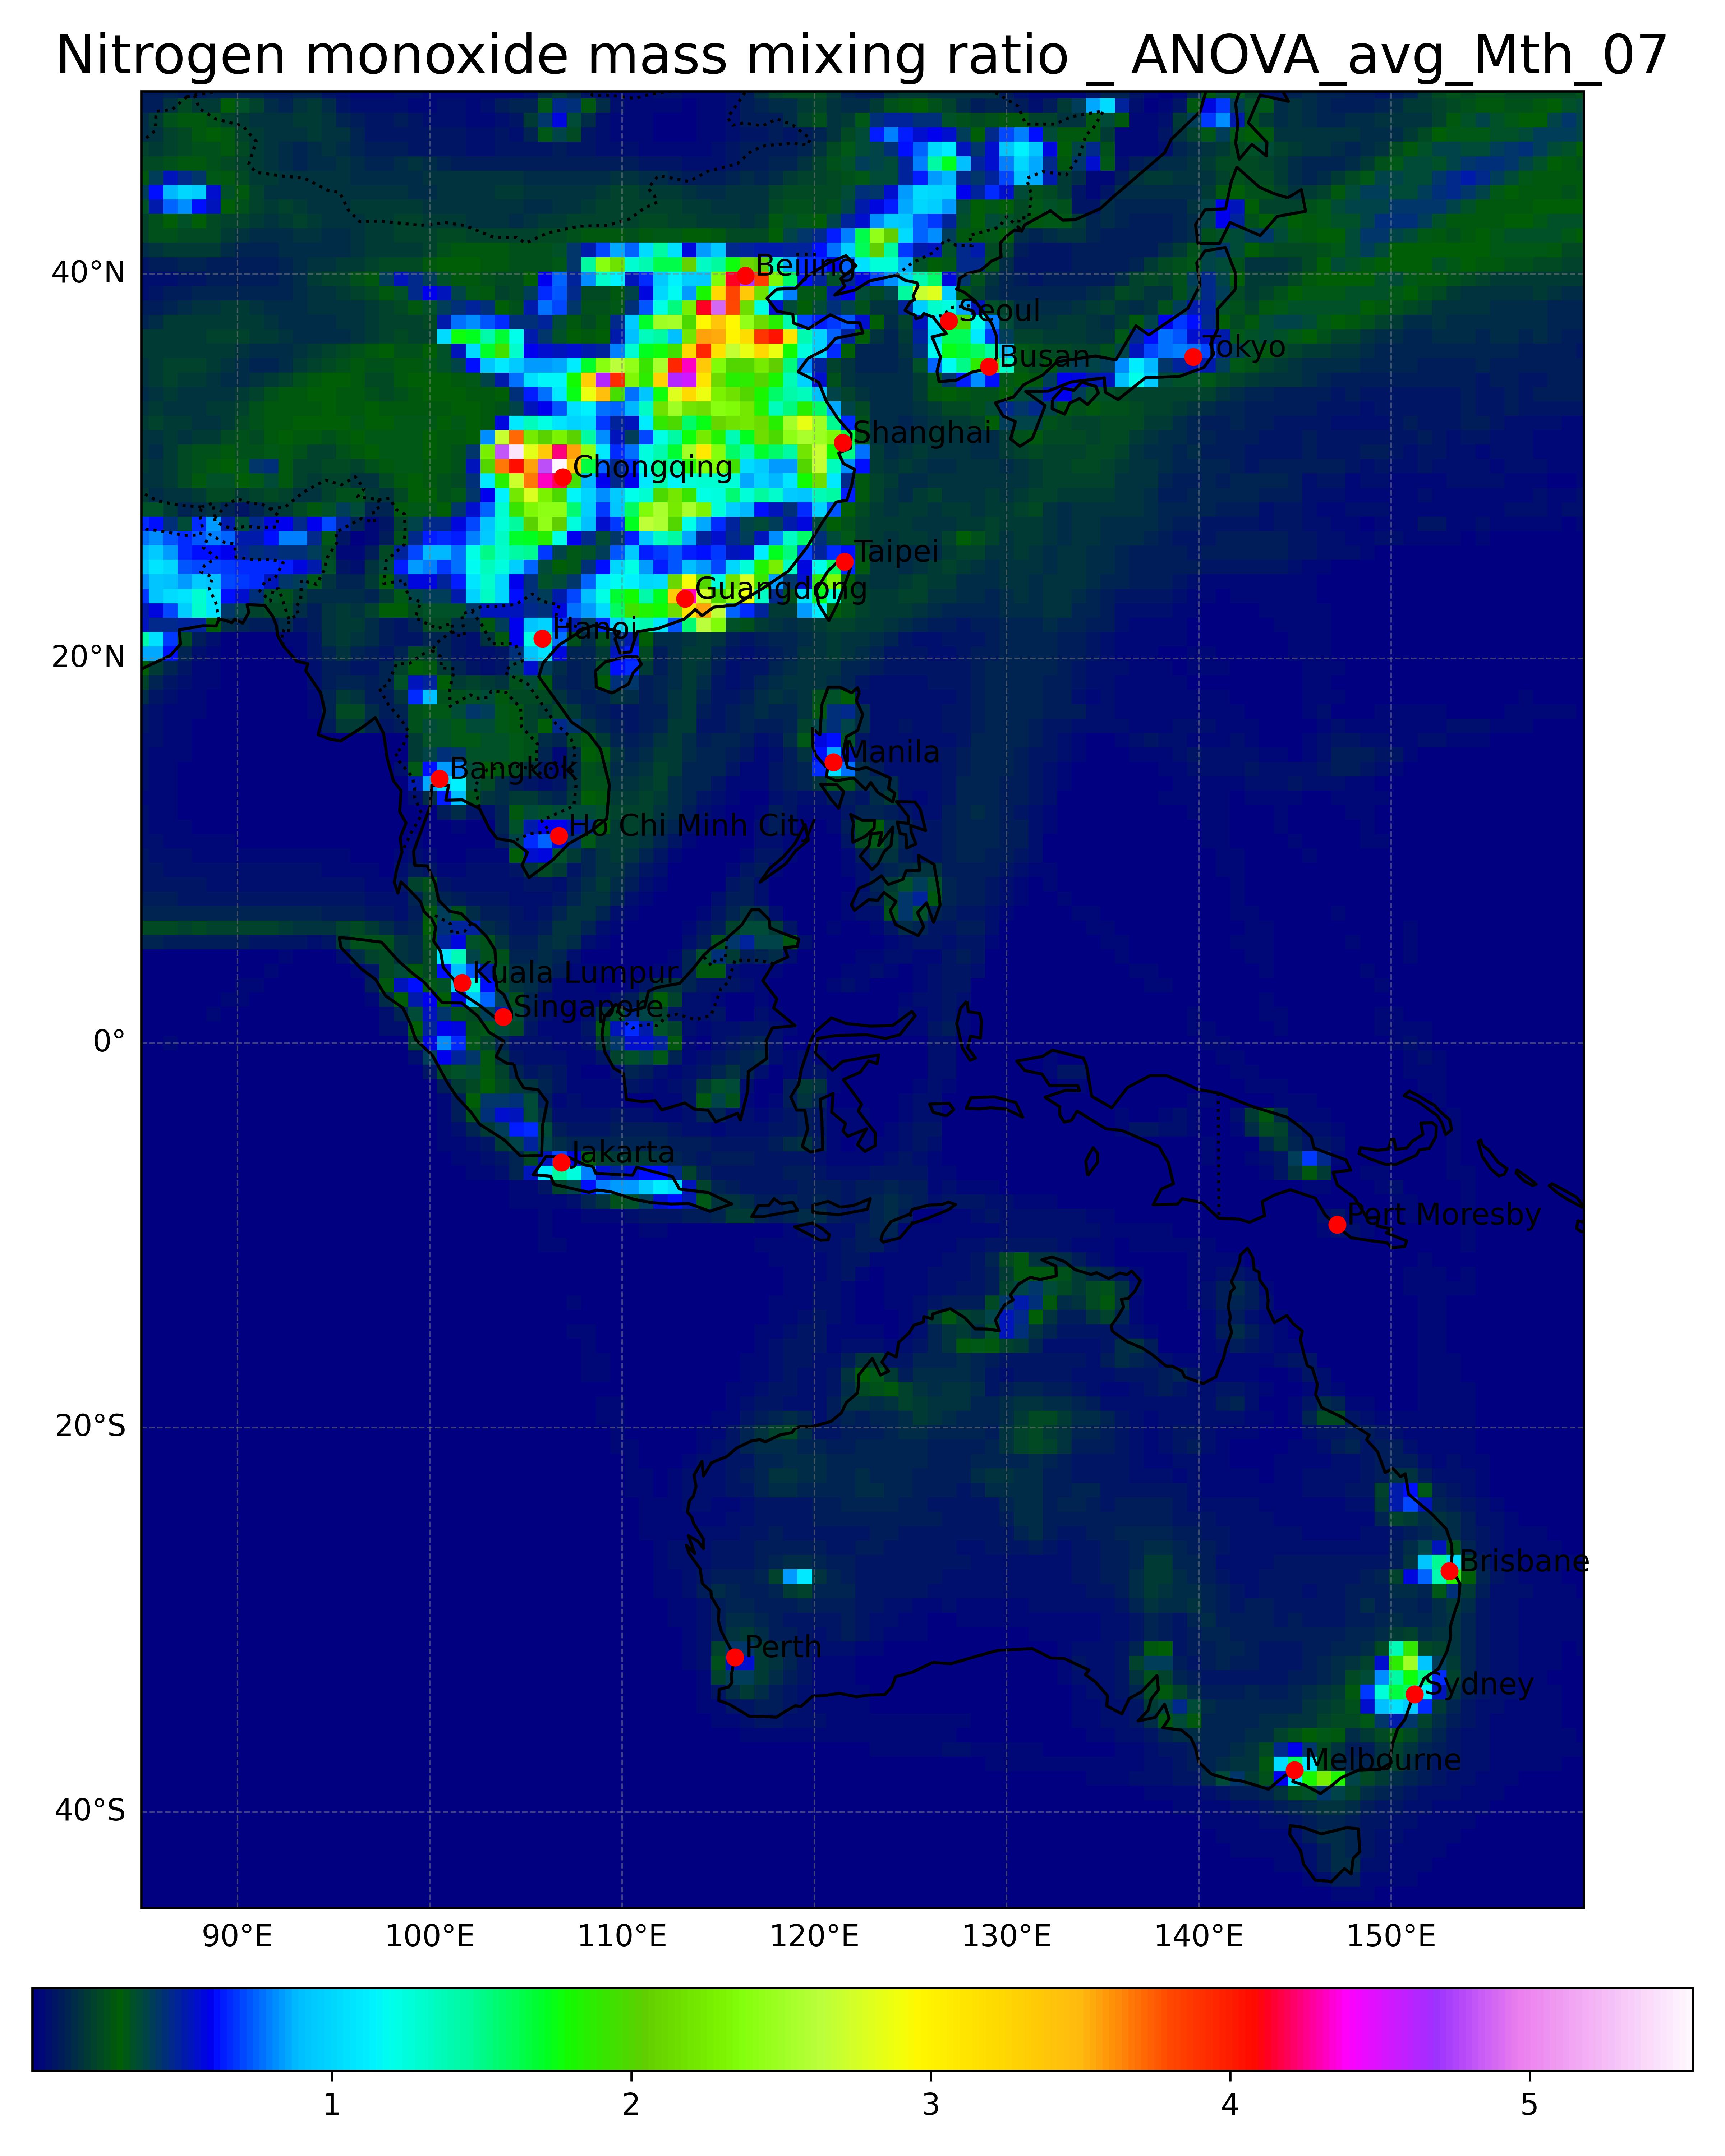 Nitrogen monoxide mass mixing ratio _ ANOVA_avg_Mth_07
40°N
20°N
0°
20°S
40°S
Beijing
Seoul
Busan
Tokyo
Shanghai
Chongqing
Taipei
Guangdong
Hanoi
Manila
Bangkok
Ho Chi Minh City
Kuala Lumpur
Singapore
Jakarta
Port Moresby
Brisbane
Perth
Sydney
Melbourne
90°E 100°E 110°E 120°E 130°E 140°E 150°E
1 2 3 4 5